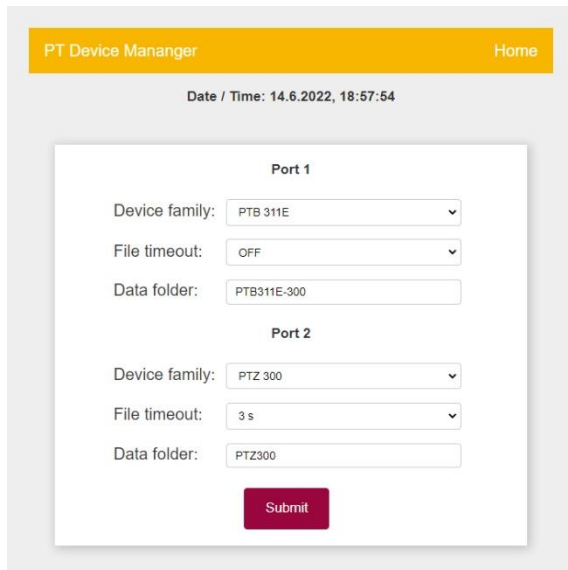 PT Device Mananger Home
Date / Time: 14.6.2022, 18:57:54
Port 1
Device family: PTB 311E
File timeout: OFF
Data folder: PTB311E-300
Port 2
Device family: PTZ 300
File timeout: 3 s
Data folder: PTZ300
Submit